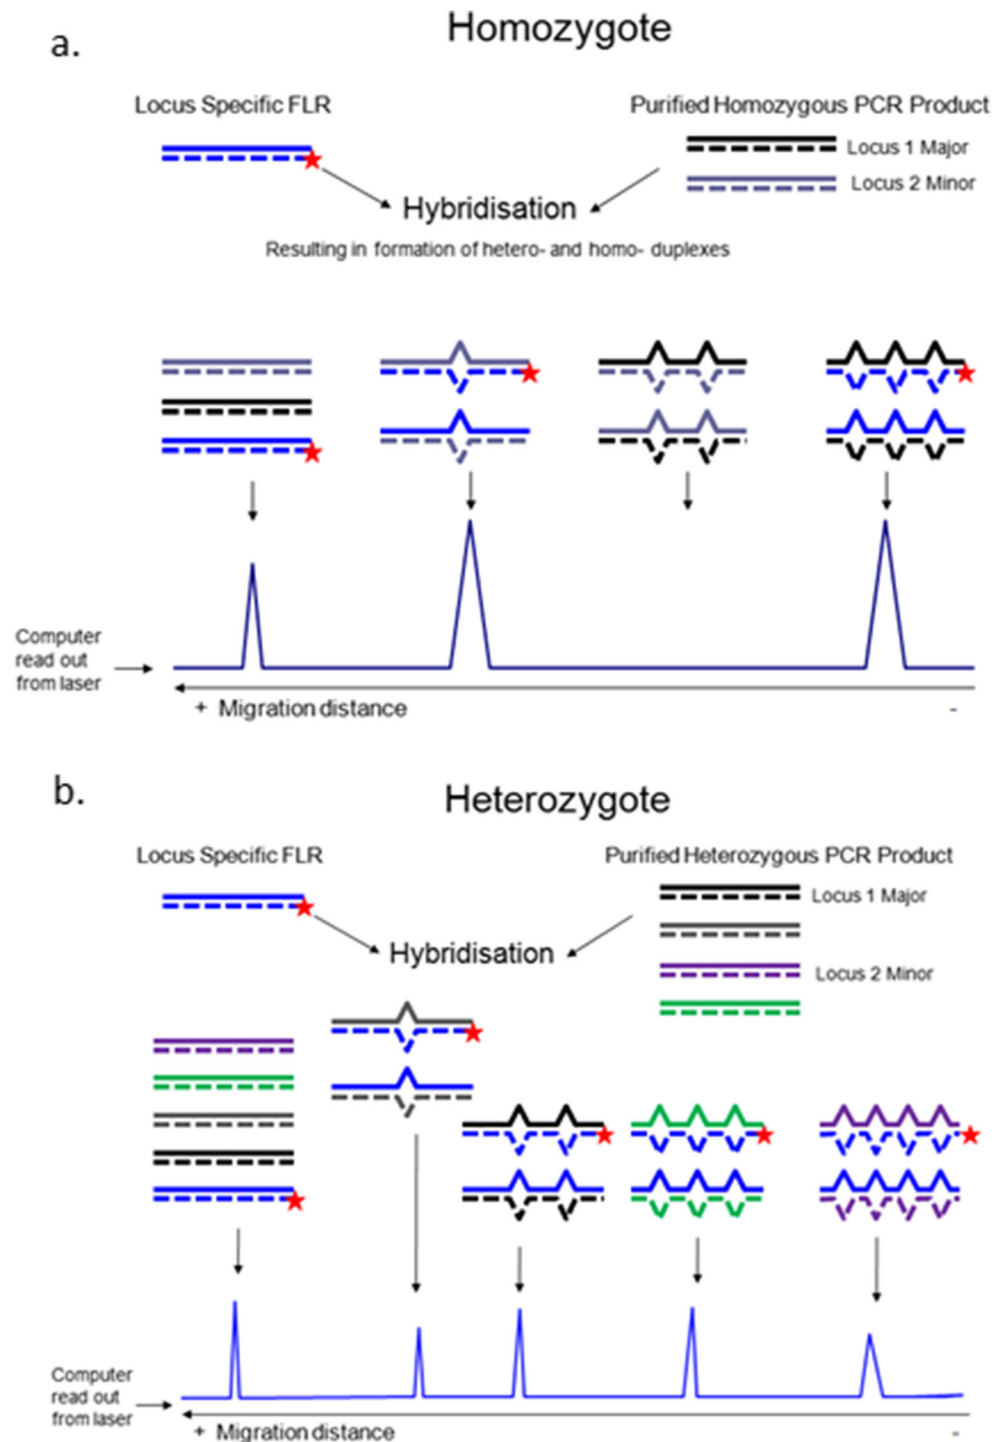 a.
Homozygote
Locus Specific FLR
Purified Homozygous PCR Product
Locus 1 Major
Locus 2 Minor
Hybridisation
Resulting in formation of hetero- and homo- duplexes
Computer
read out
from laser
+ Migration distance
-
b.
Heterozygote
Locus Specific FLR
Purified Heterozygous PCR Product
Locus 1 Major
Hybridisation
Locus 2 Minor
Computer
read out
from laser
+ Migration distance
-